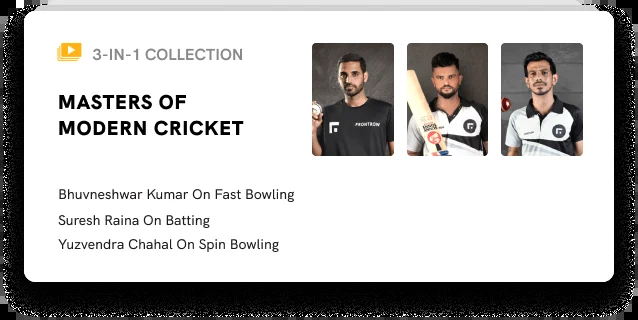 3-IN-1 COLLECTION
MASTERS OF
MODERN CRICKET
FRONTROW
Bhuvneshwar Kumar On Fast Bowling
Suresh Raina On Batting
Yuzvendra Chahal On Spin Bowling